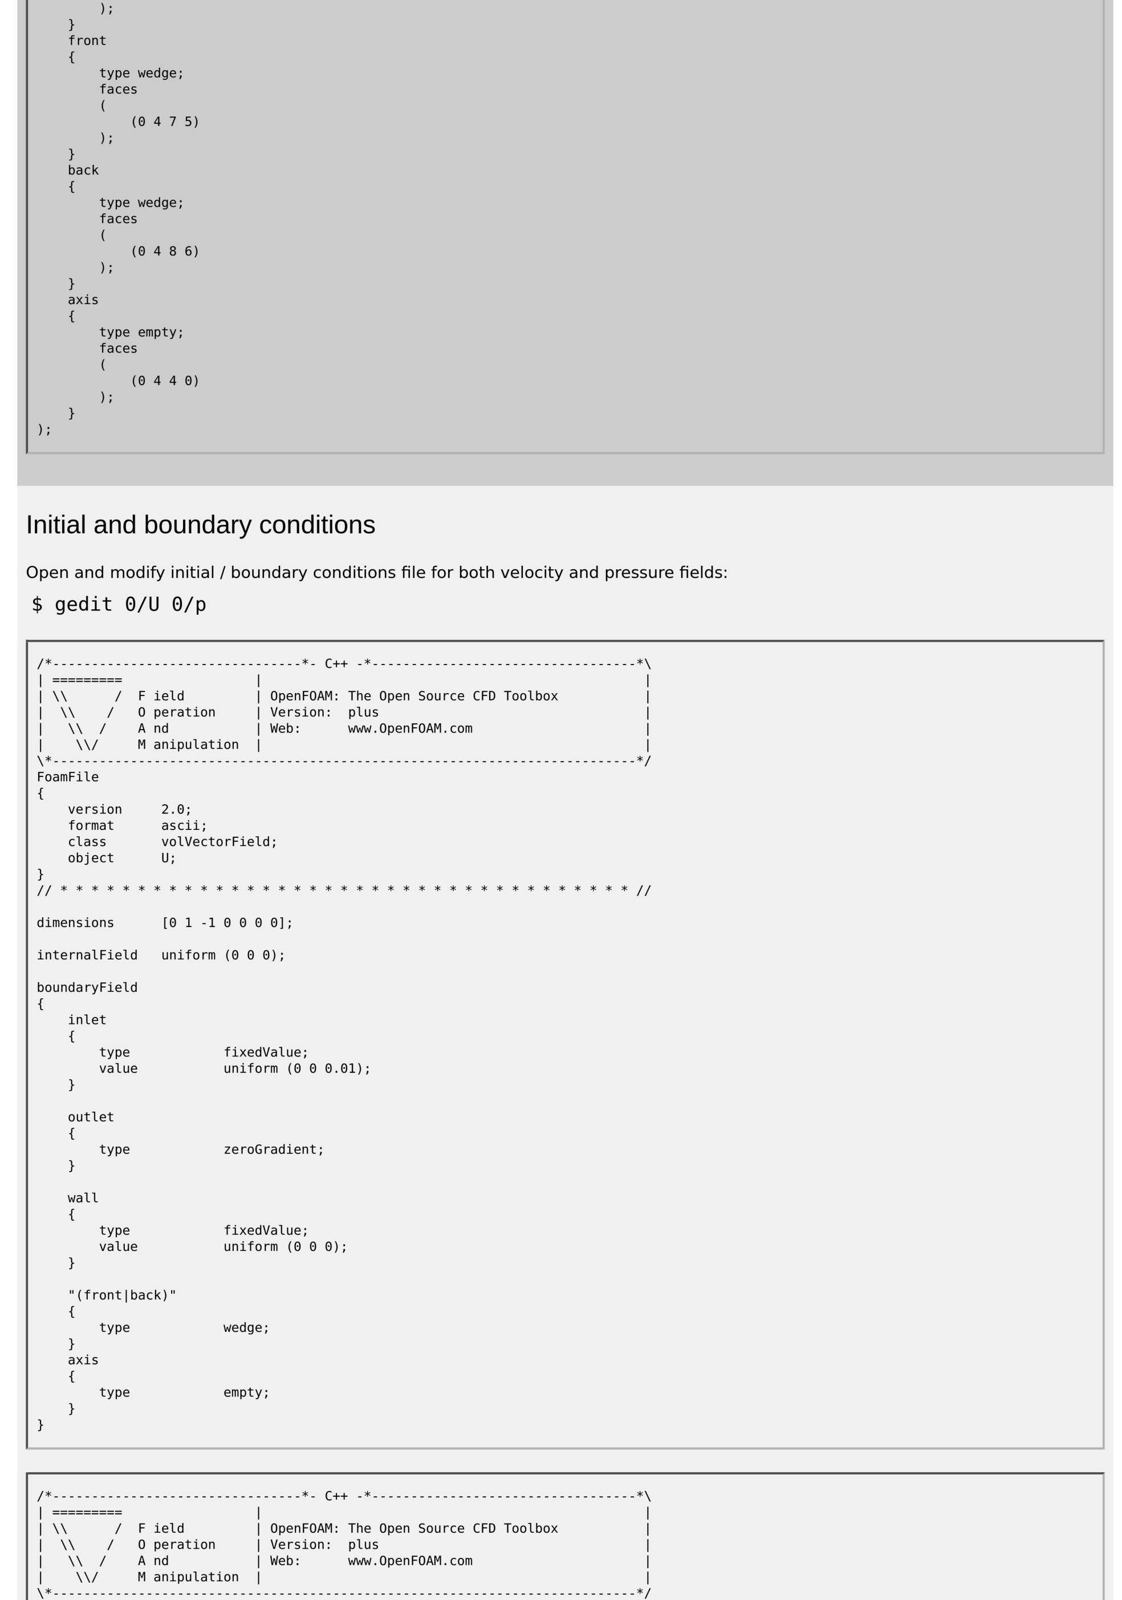 );
    }
    front
    {
        type wedge;
        faces
        (
            (0 4 7 5)
        );
    }
    back
    {
        type wedge;
        faces
        (
            (0 4 8 6)
        );
    }
    axis
    {
        type empty;
        faces
        (
            (0 4 4 0)
        );
    }
);
Initial and boundary conditions
Open and modify initial / boundary conditions file for both velocity and pressure fields:
$ gedit 0/U 0/p
/*--------------------------------*- C++ -*----------------------------------*\
| =========                 |                                                 |
| \\      /  F ield         | OpenFOAM: The Open Source CFD Toolbox           |
|  \\    /   O peration     | Version:  plus                                  |
|   \\  /    A nd           | Web:      www.OpenFOAM.com                      |
|    \\/     M anipulation  |                                                 |
\*---------------------------------------------------------------------------*/
FoamFile
{
    version     2.0;
    format      ascii;
    class       volVectorField;
    object      U;
}
// * * * * * * * * * * * * * * * * * * * * * * * * * * * * * * * * * * * * * //
dimensions      [0 1 -1 0 0 0 0];
internalField   uniform (0 0 0);
boundaryField
{
    inlet
    {
        type            fixedValue;
        value           uniform (0 0 0.01);
    }
    outlet
    {
        type            zeroGradient;
    }
    wall
    {
        type            fixedValue;
        value           uniform (0 0 0);
    }
    "(front|back)"
    {
        type            wedge;
    }
    axis
    {
        type            empty;
    }
}
/*--------------------------------*- C++ -*----------------------------------*\
| =========                 |                                                 |
| \\      /  F ield         | OpenFOAM: The Open Source CFD Toolbox           |
|  \\    /   O peration     | Version:  plus                                  |
|   \\  /    A nd           | Web:      www.OpenFOAM.com                      |
|    \\/     M anipulation  |                                                 |
\*---------------------------------------------------------------------------*/